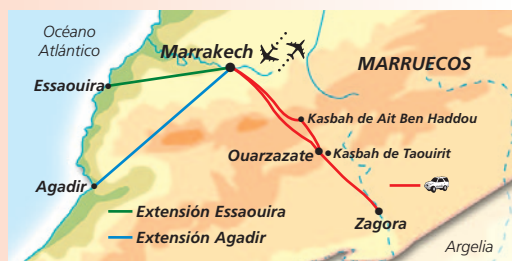 Océano
Atlántico
Marrakech
MARRUECOS
Essaouira
Kasbah de Ait Ben Haddou
Ouarzazate
Kasbah de Taouirit
Agadir
Extensión Essaouira
Zagora
Extensión Agadir
Argelia